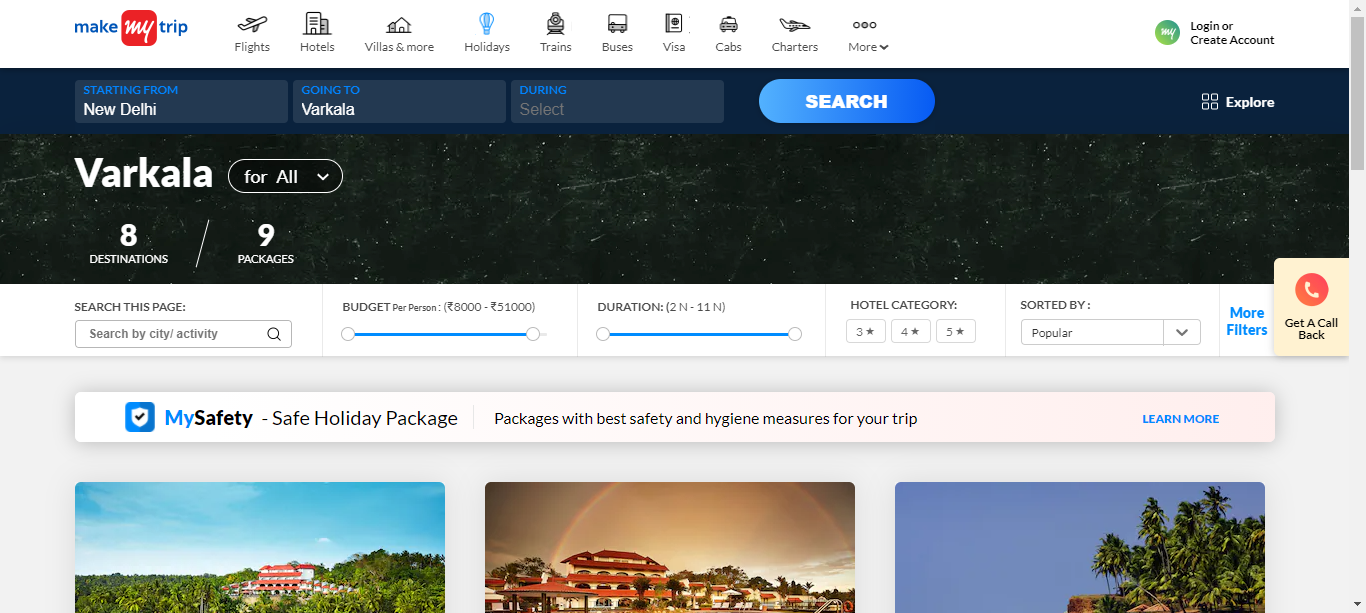 make my trip
Flights
Hotels
Villas & more
Holidays
Trains
Buses
Visa
Cabs
Charters
More
my
Login or
Create Account
STARTING FROM
New Delhi
GOING TO
Varkala
DURING
Select
SEARCH
Explore
Varkala
for All
8
DESTINATIONS
9
PACKAGES
SEARCH THIS PAGE:
Search by city/ activity
BUDGET Per Person : (₹8000 - ₹51000)
DURATION: (2 N - 11 N)
HOTEL CATEGORY:
3 ★
4 ★
5 ★
SORTED BY :
Popular
More
Filters
Get A Call
Back
MySafety - Safe Holiday Package
Packages with best safety and hygiene measures for your trip
LEARN MORE